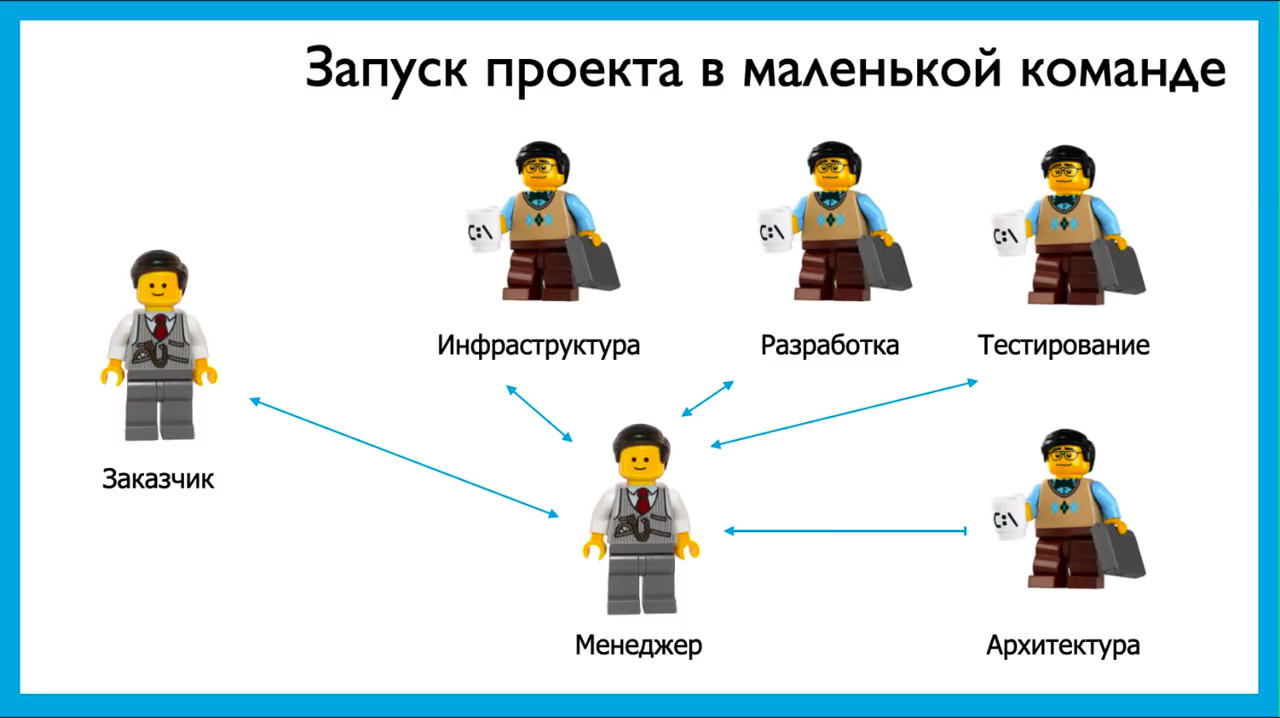 Запуск проекта в маленькой команде
C:\
C:\
C:\
Инфраструктура
Разработка
Тестирование
Заказчик
C:\
Менеджер
Архитектура